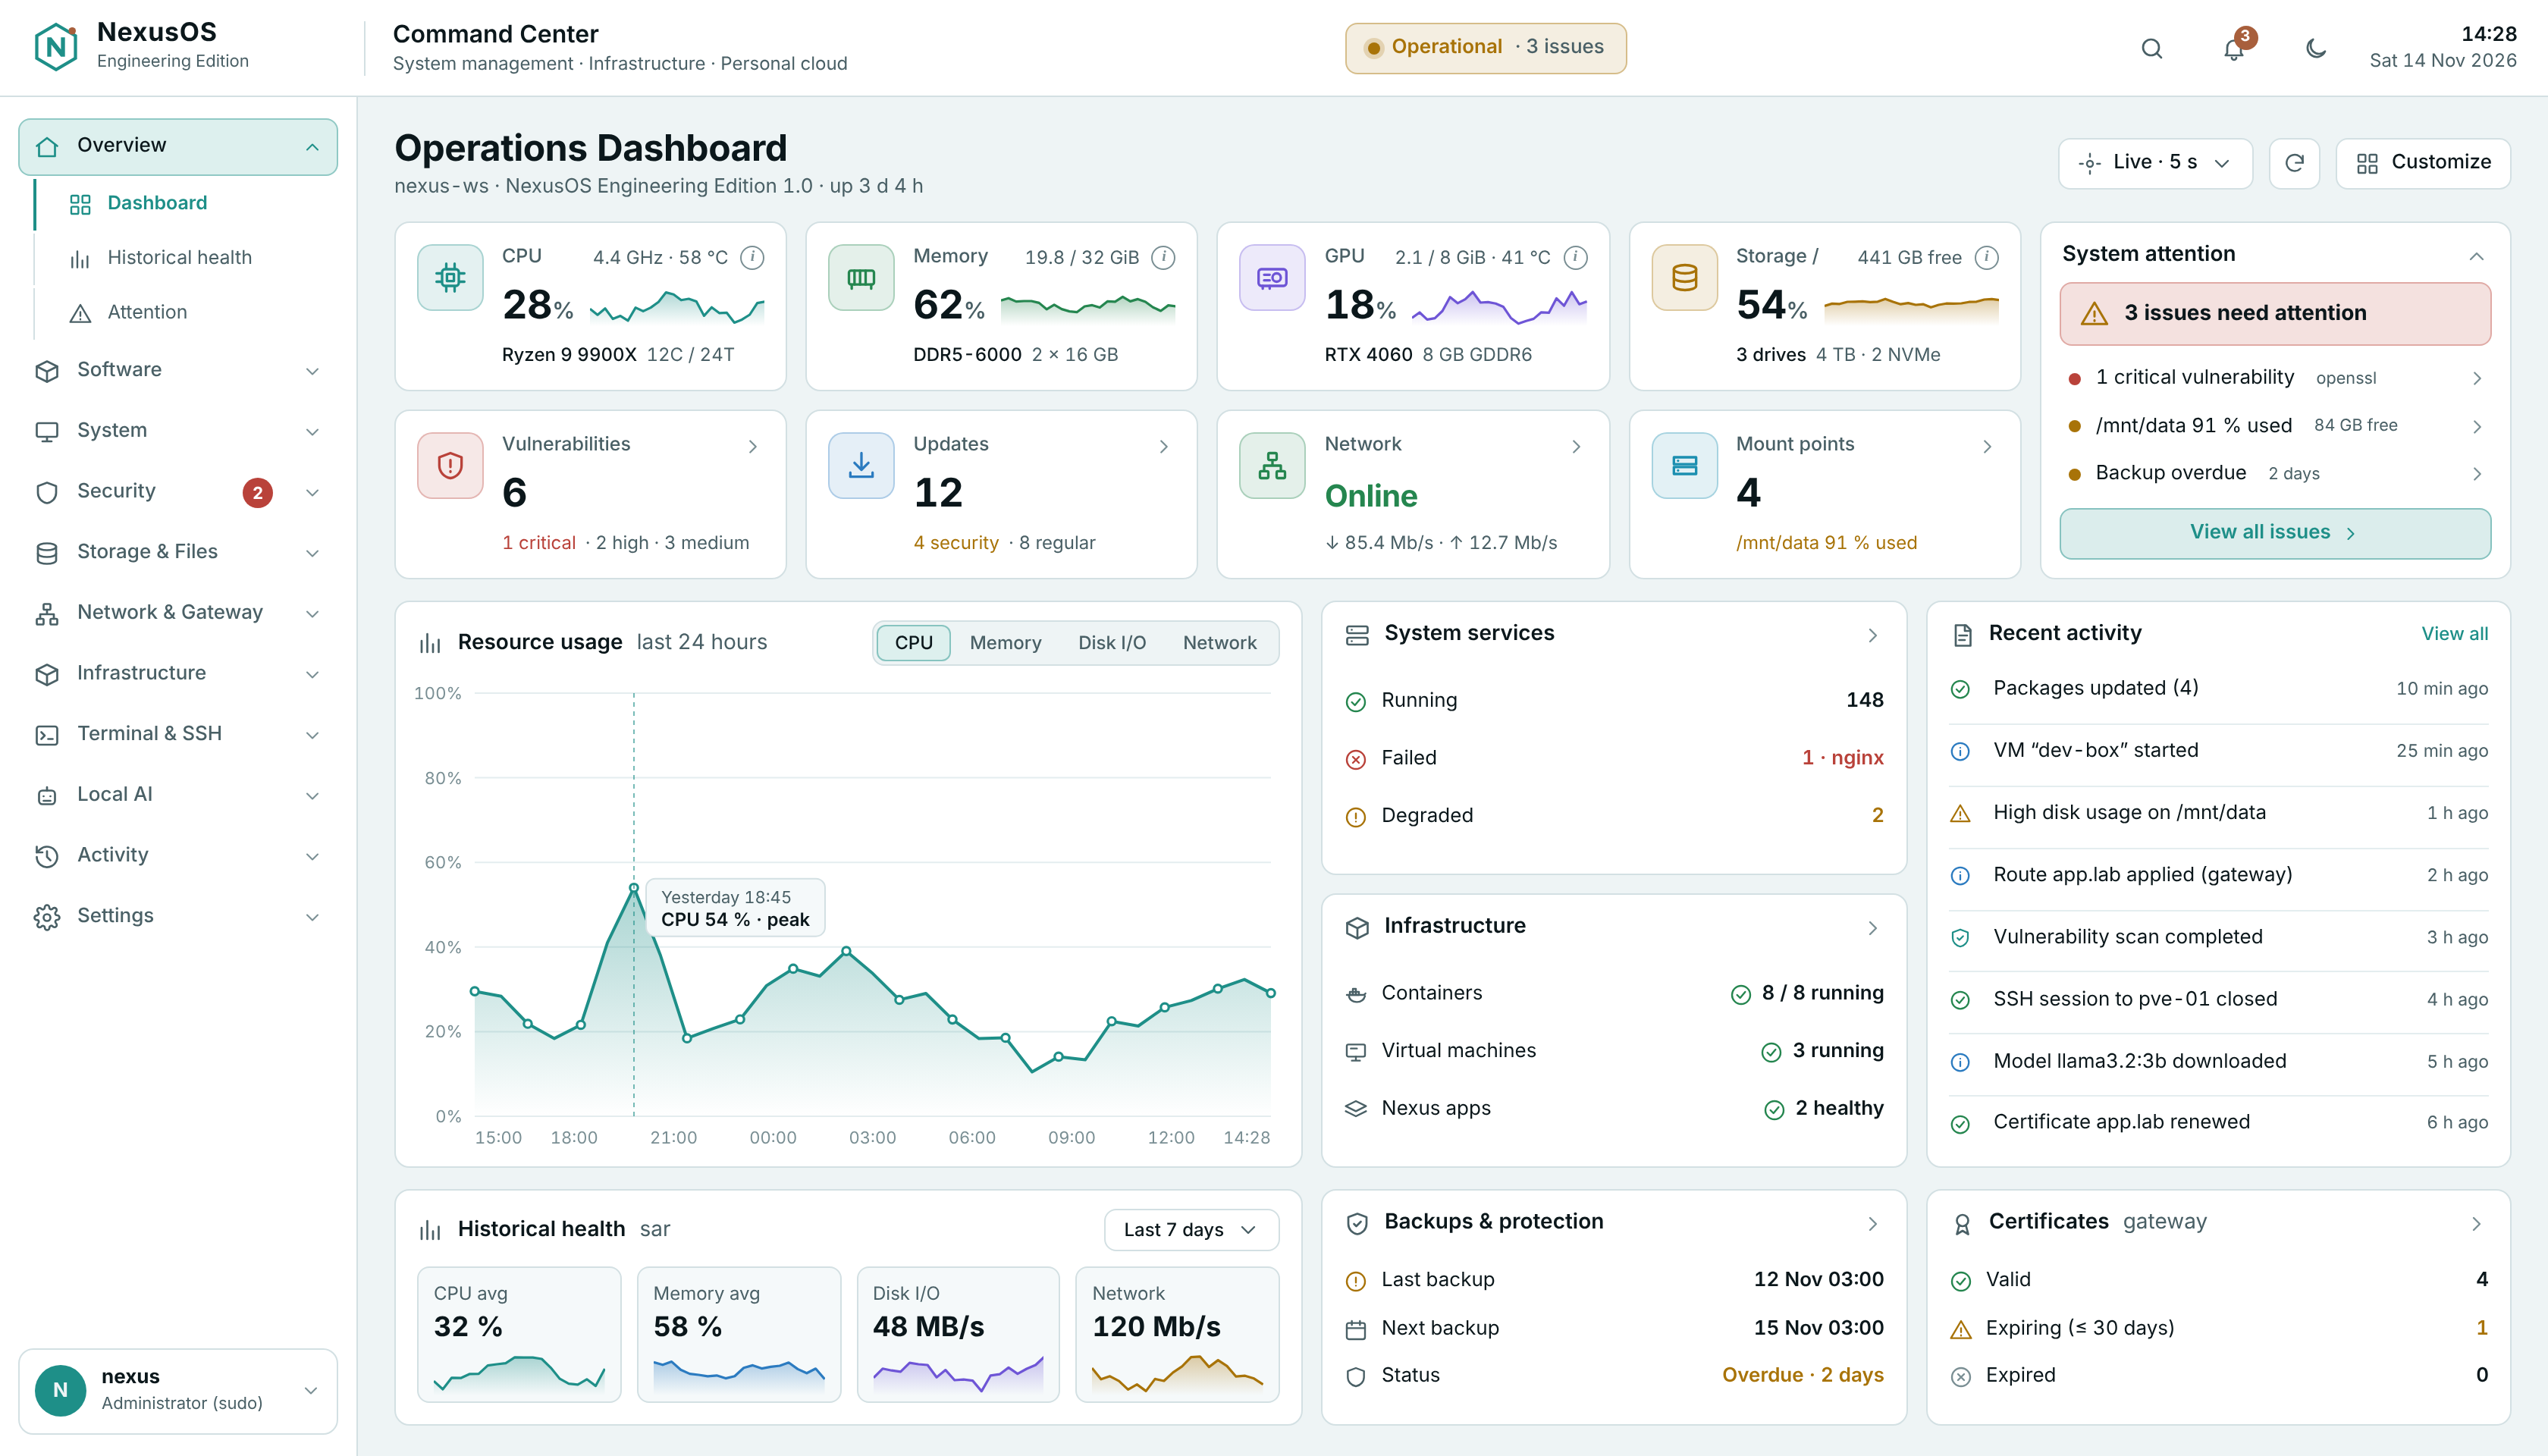 NexusOS
Engineering Edition
Command Center
System management · Infrastructure · Personal cloud
Operational · 3 issues
3
14:28
Sat 14 Nov 2026
Overview
Dashboard
Historical health
Attention
Software
System
Security 2
Storage & Files
Network & Gateway
Infrastructure
Terminal & SSH
Local AI
Activity
Settings
N
nexus
Administrator (sudo)
Operations Dashboard
nexus-ws · NexusOS Engineering Edition 1.0 · up 3 d 4 h
Live · 5 s
Customize
CPU 4.4 GHz · 58 °C
28%
Ryzen 9 9900X 12C / 24T
Memory 19.8 / 32 GiB
62%
DDR5-6000 2 × 16 GB
GPU 2.1 / 8 GiB · 41 °C
18%
RTX 4060 8 GB GDDR6
Storage / 441 GB free
54%
3 drives 4 TB · 2 NVMe
System attention
3 issues need attention
1 critical vulnerability openssl
/mnt/data 91 % used 84 GB free
Backup overdue 2 days
View all issues
Vulnerabilities
6
1 critical · 2 high · 3 medium
Updates
12
4 security · 8 regular
Network
Online
↓ 85.4 Mb/s · ↑ 12.7 Mb/s
Mount points
4
/mnt/data 91 % used
Resource usage last 24 hours
CPU Memory Disk I/O Network
100%
80%
60%
40%
20%
0%
Yesterday 18:45
CPU 54 % · peak
15:00 18:00 21:00 00:00 03:00 06:00 09:00 12:00 14:28
System services
Running 148
Failed 1 · nginx
Degraded 2
Infrastructure
Containers 8 / 8 running
Virtual machines 3 running
Nexus apps 2 healthy
Recent activity View all
Packages updated (4) 10 min ago
VM “dev-box” started 25 min ago
High disk usage on /mnt/data 1 h ago
Route app.lab applied (gateway) 2 h ago
Vulnerability scan completed 3 h ago
SSH session to pve-01 closed 4 h ago
Model llama3.2:3b downloaded 5 h ago
Certificate app.lab renewed 6 h ago
Historical health sar
Last 7 days
CPU avg
32 %
Memory avg
58 %
Disk I/O
48 MB/s
Network
120 Mb/s
Backups & protection
Last backup 12 Nov 03:00
Next backup 15 Nov 03:00
Status Overdue · 2 days
Certificates gateway
Valid 4
Expiring (≤ 30 days) 1
Expired 0